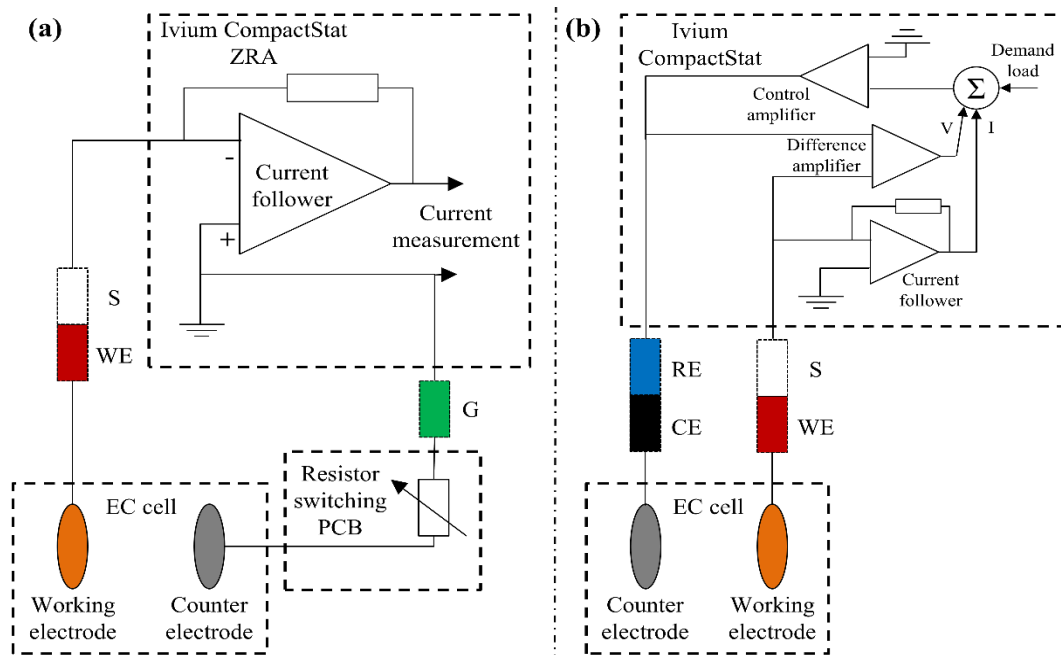 (a)
Ivium CompactStat
ZRA
-
Current
follower
+
Current
measurement
S
WE
G
Resistor
switching
PCB
EC cell
Working
electrode
Counter
electrode
(b)
Ivium
CompactStat
Control
amplifier
Σ
Demand
load
V
I
Difference
amplifier
Current
follower
RE
CE
S
WE
EC cell
Counter
electrode
Working
electrode